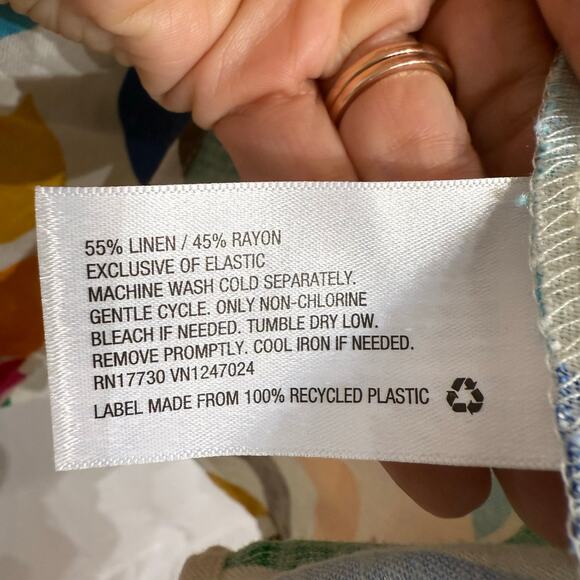 55% LINEN / 45% RAYON
EXCLUSIVE OF ELASTIC
MACHINE WASH COLD SEPARATELY.
GENTLE CYCLE. ONLY NON-CHLORINE
BLEACH IF NEEDED. TUMBLE DRY LOW.
REMOVE PROMPTLY. COOL IRON IF NEEDED.
RN17730 VN1247024
LABEL MADE FROM 100% RECYCLED PLASTIC